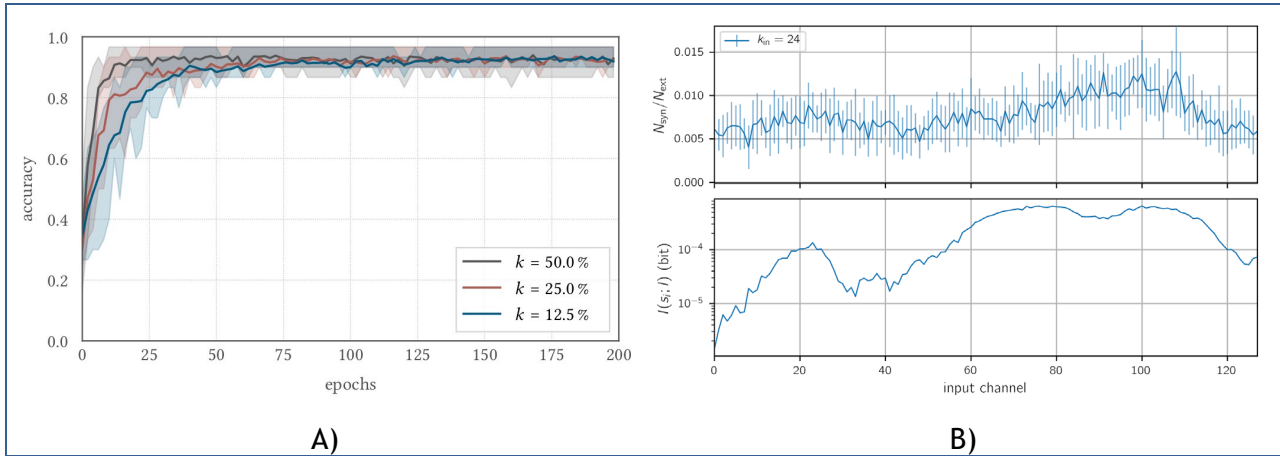 1.0
0.8
0.6
0.4
0.2
0.0
accuracy
k = 50.0 %
k = 25.0 %
k = 12.5 %
0 25 50 75 100 125 150 175 200
epochs
A)
0.015
0.010
0.005
0.000
N_syn/N_ext
k_in = 24
10⁻⁴
10⁻⁵
I(s_i; l) (bit)
0 20 40 60 80 100 120
input channel
B)